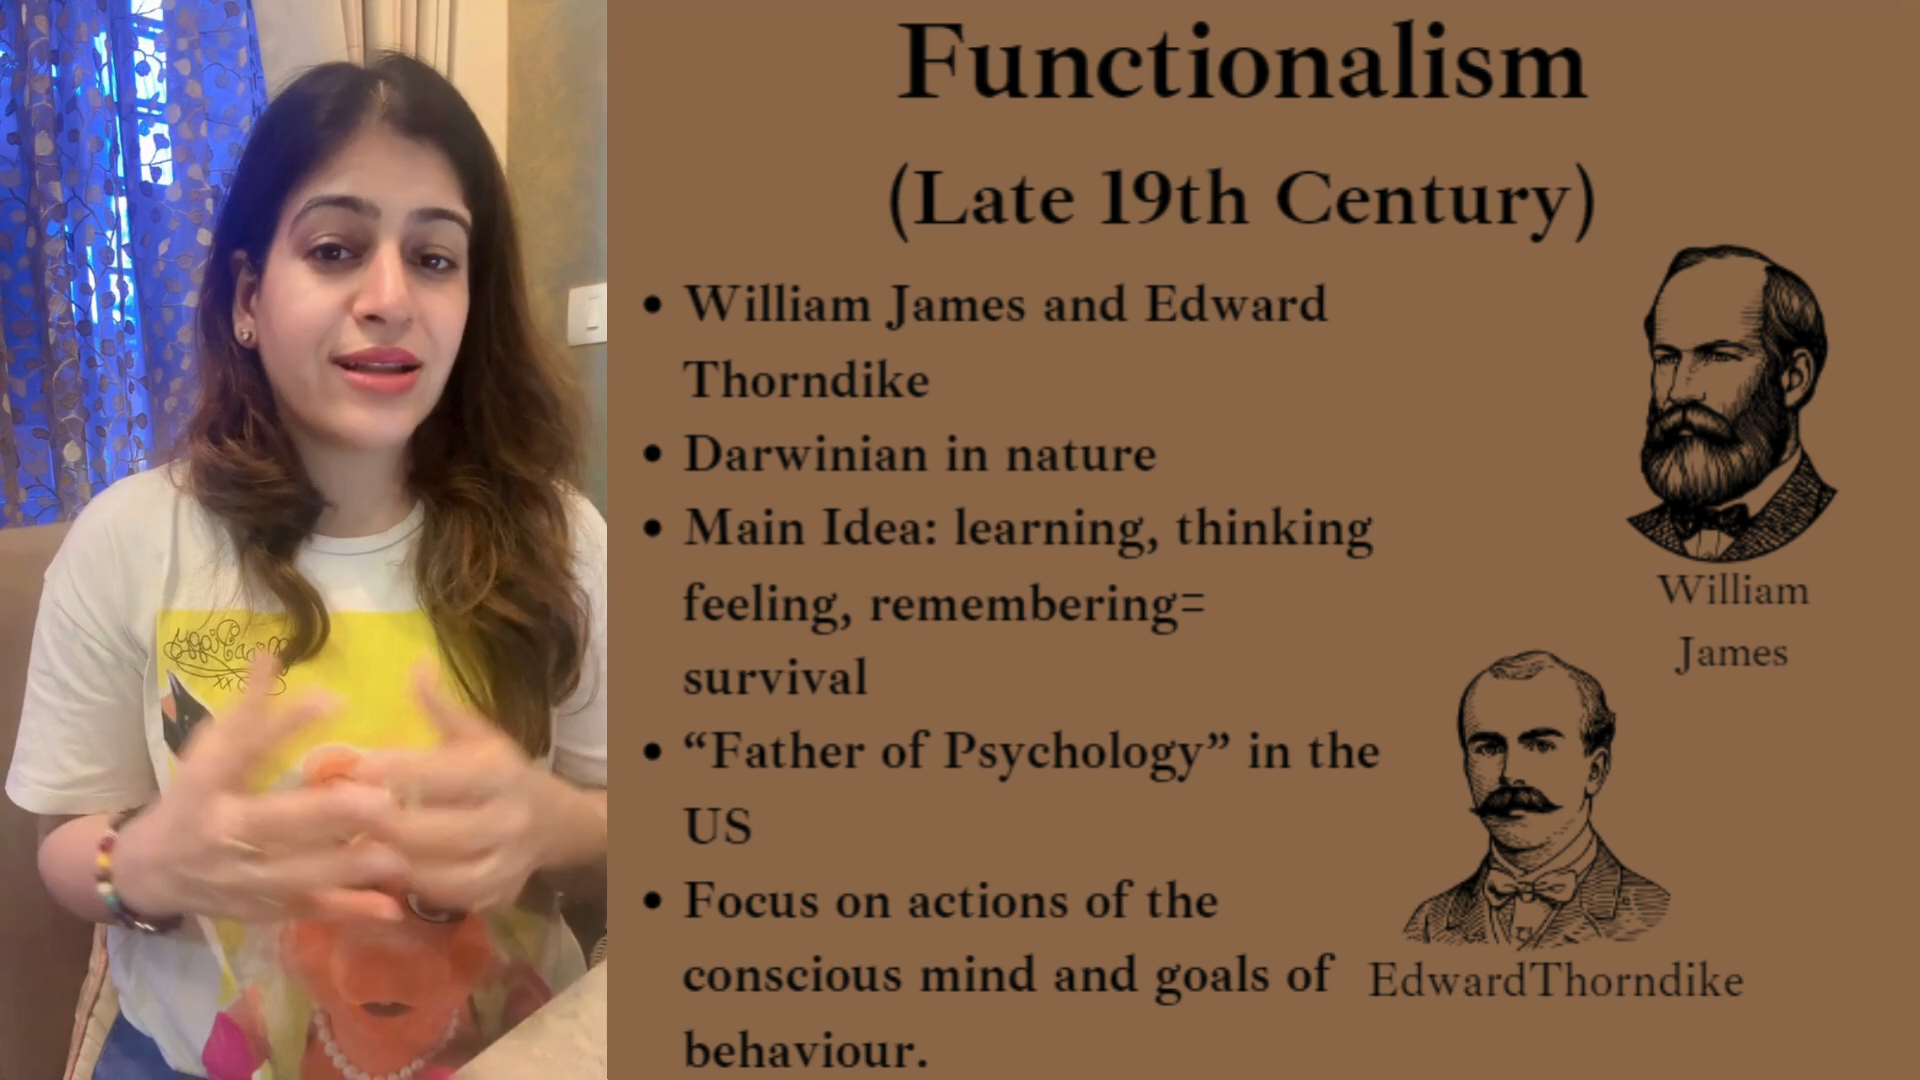 Functionalism
(Late 19th Century)
• William James and Edward
Thorndike
• Darwinian in nature
• Main Idea: learning, thinking
feeling, remembering=
survival
• “Father of Psychology” in the
US
• Focus on actions of the
conscious mind and goals of
behaviour.
William
James
EdwardThorndike